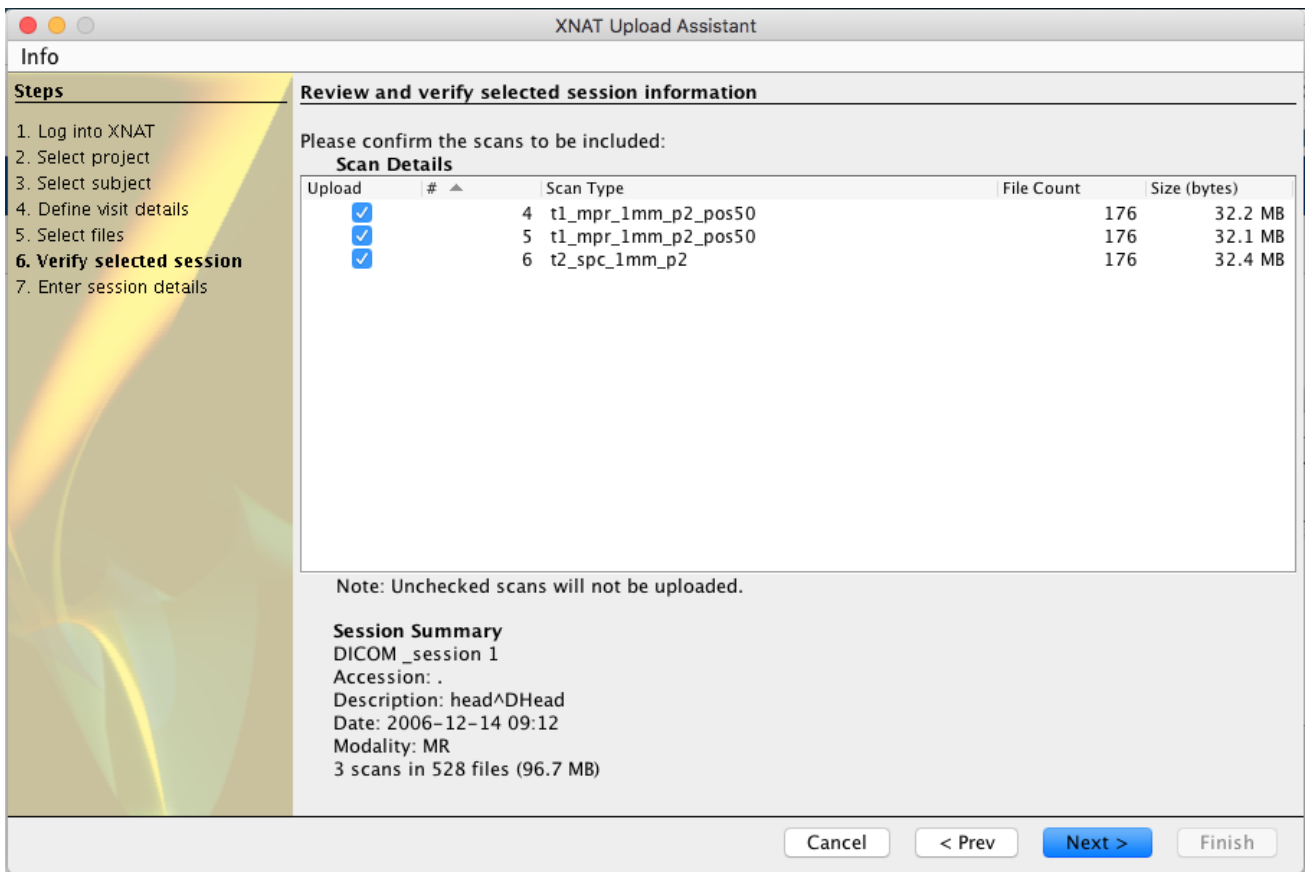 XNAT Upload Assistant
Info
Steps
1. Log into XNAT
2. Select project
3. Select subject
4. Define visit details
5. Select files
6. Verify selected session
7. Enter session details
Review and verify selected session information
Please confirm the scans to be included:
Scan Details
Upload # Scan Type File Count Size (bytes)
4 t1_mpr_1mm_p2_pos50 176 32.2 MB
5 t1_mpr_1mm_p2_pos50 176 32.1 MB
6 t2_spc_1mm_p2 176 32.4 MB
Note: Unchecked scans will not be uploaded.
Session Summary
DICOM _session 1
Accession: .
Description: head^DHead
Date: 2006-12-14 09:12
Modality: MR
3 scans in 528 files (96.7 MB)
Cancel < Prev Next > Finish